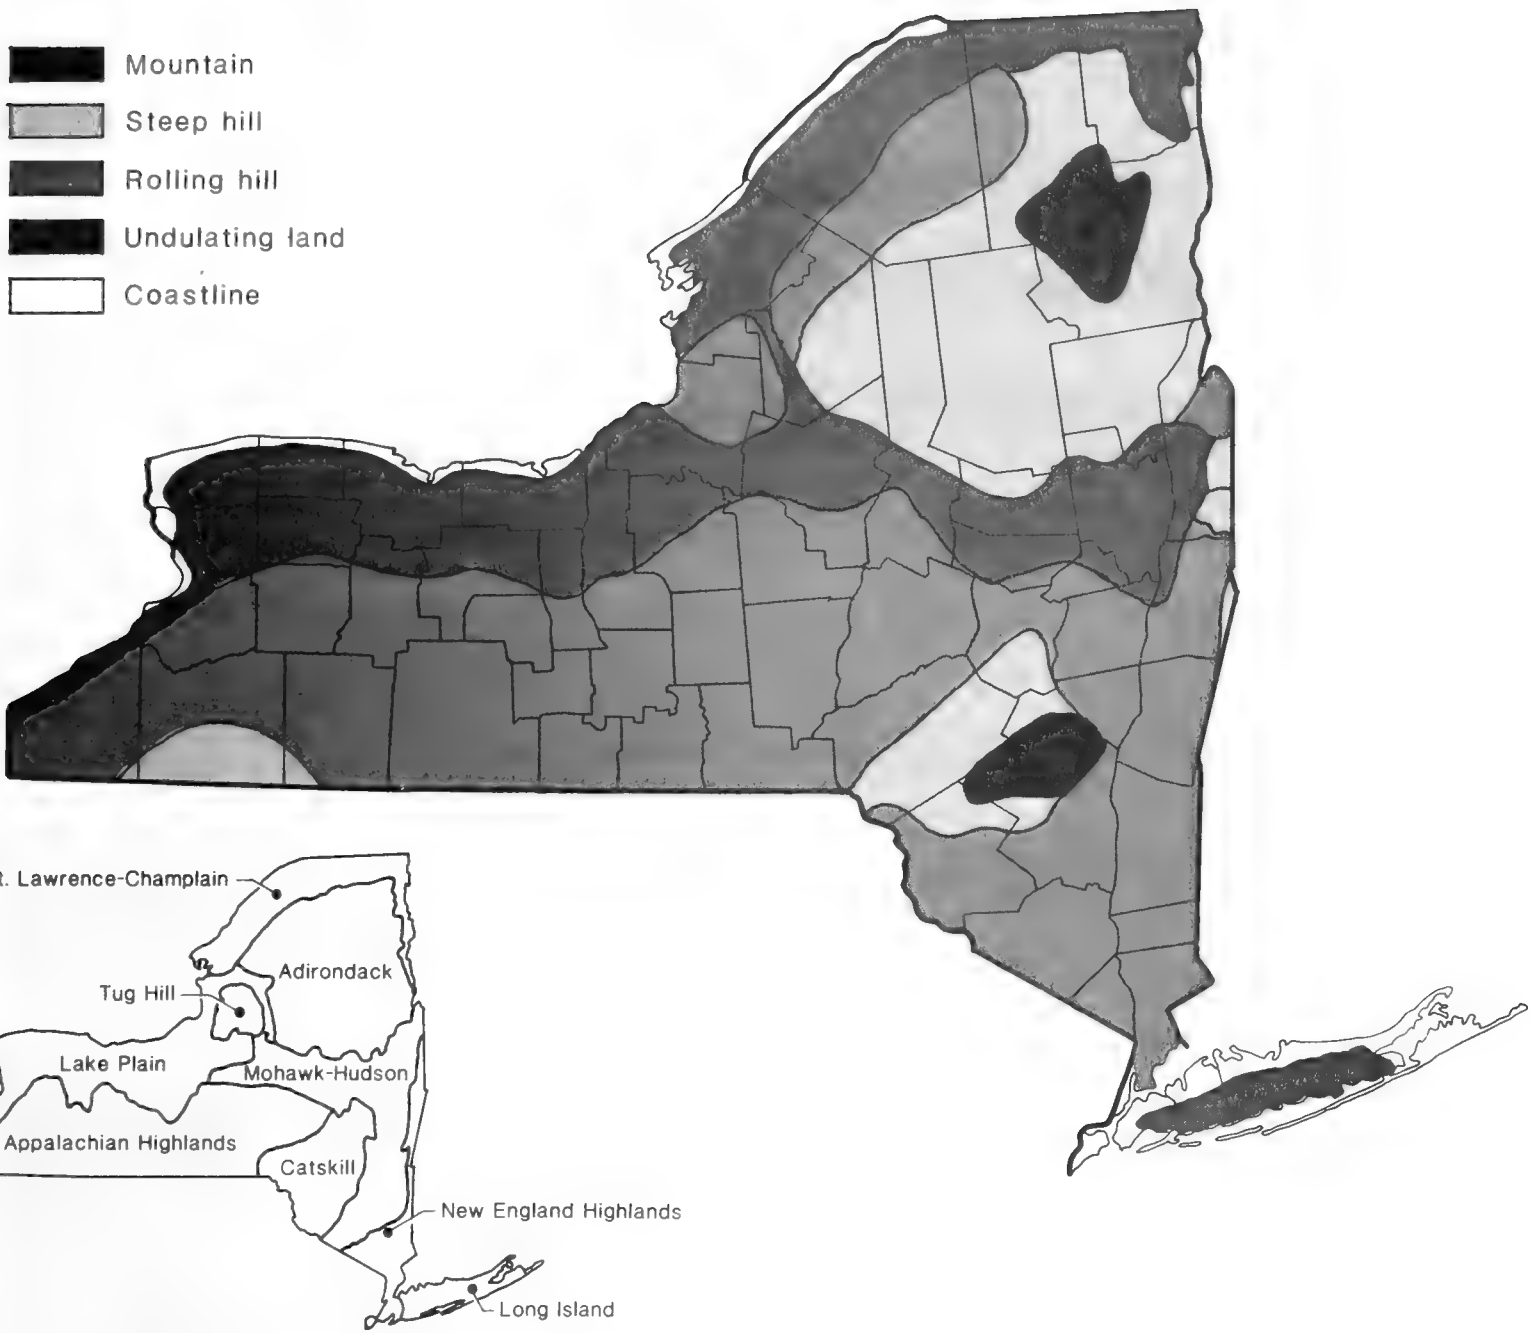 Mountain
Steep hill
Rolling hill
Undulating land
Coastline
t. Lawrence-Champlain
Adirondack
Tug Hill
Lake Plain
Mohawk-Hudson
Appalachian Highlands
Catskill
New England Highlands
Long Island